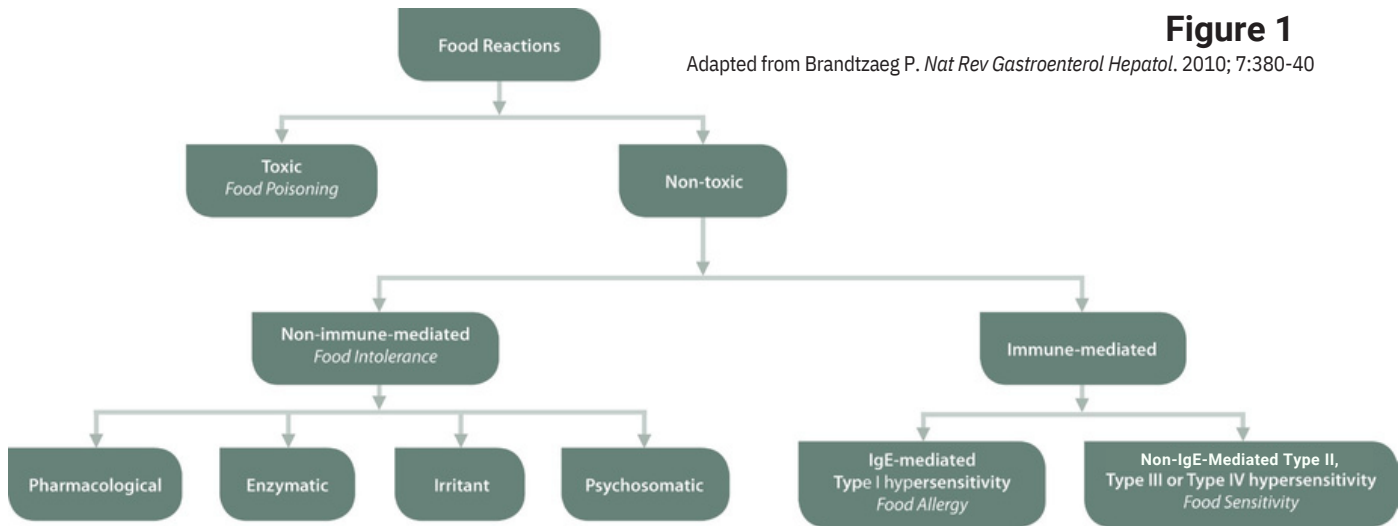 Figure 1
Adapted from Brandtzaeg P. Nat Rev Gastroenterol Hepatol. 2010; 7:380-40
Food Reactions
Toxic
Food Poisoning
Non-toxic
Non-immune-mediated
Food Intolerance
Immune-mediated
Pharmacological
Enzymatic
Irritant
Psychosomatic
IgE-mediated
Type I hypersensitivity
Food Allergy
Non-IgE-Mediated Type II,
Type III or Type IV hypersensitivity
Food Sensitivity